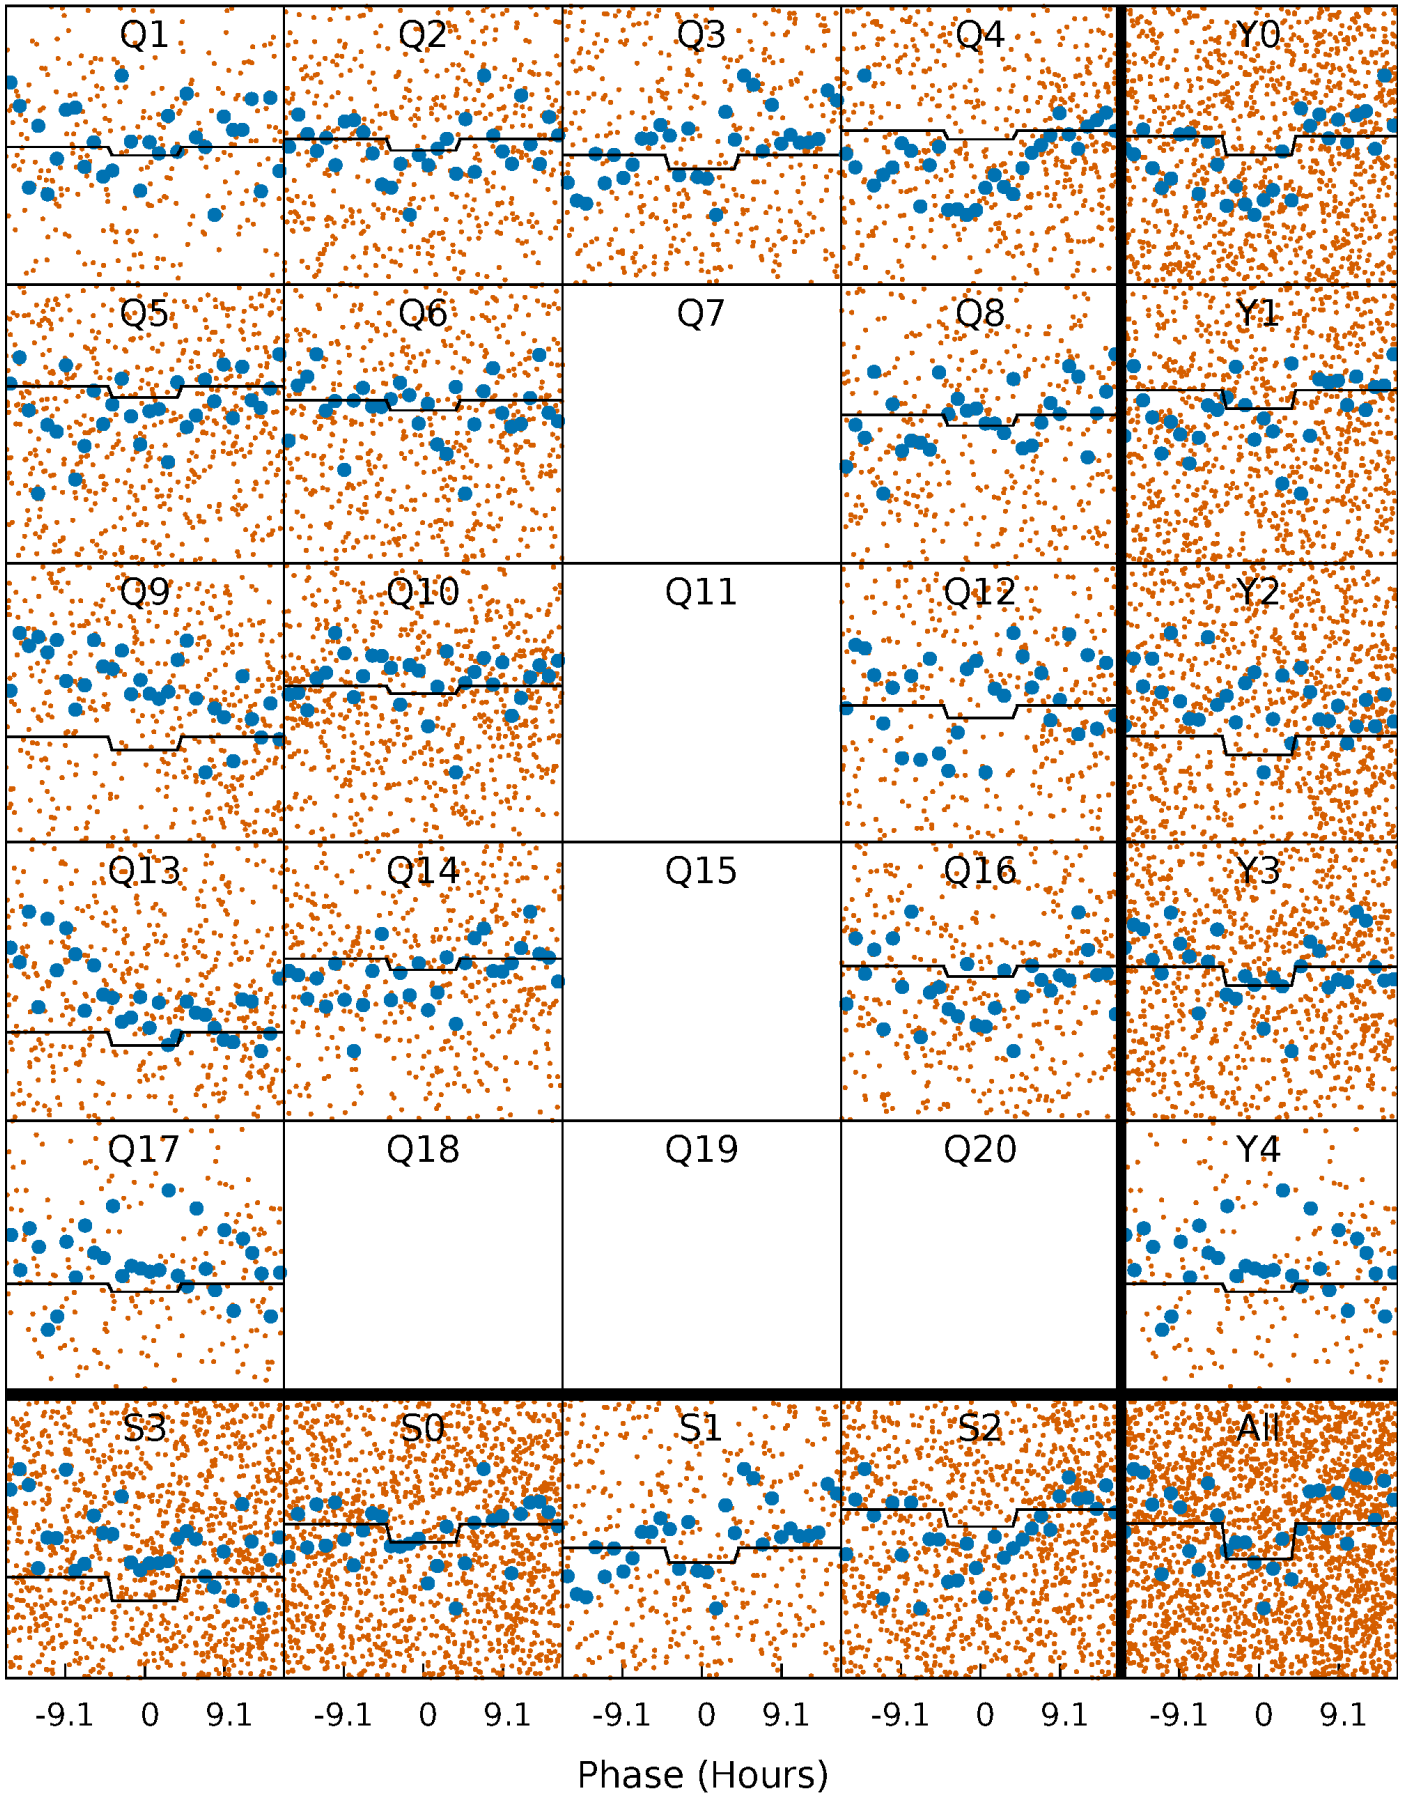 Q1 Q2 Q3 Q4 Y0
Q5 Q6 Q7 Q8 Y1
Q9 Q10 Q11 Q12 Y2
Q13 Q14 Q15 Q16 Y3
Q17 Q18 Q19 Q20 Y4
S3 S0 S1 S2 All
-9.1 0 9.1 -9.1 0 9.1 -9.1 0 9.1 -9.1 0 9.1 -9.1 0 9.1
Phase (Hours)